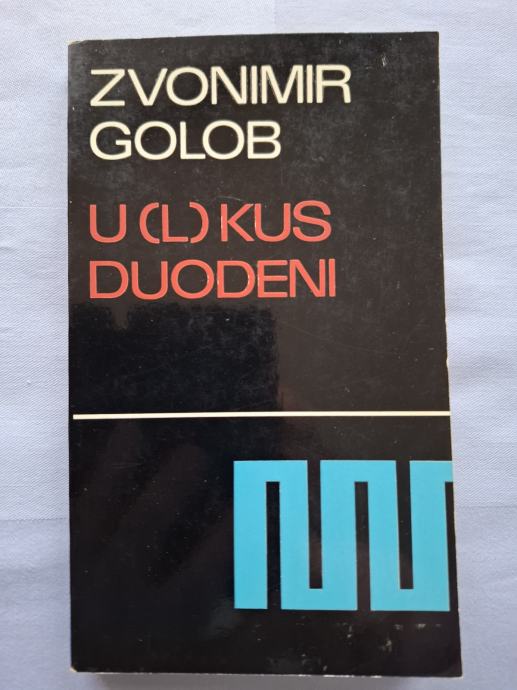 ZVONIMIR
GOLOB
U(L)KUS
DUODENI